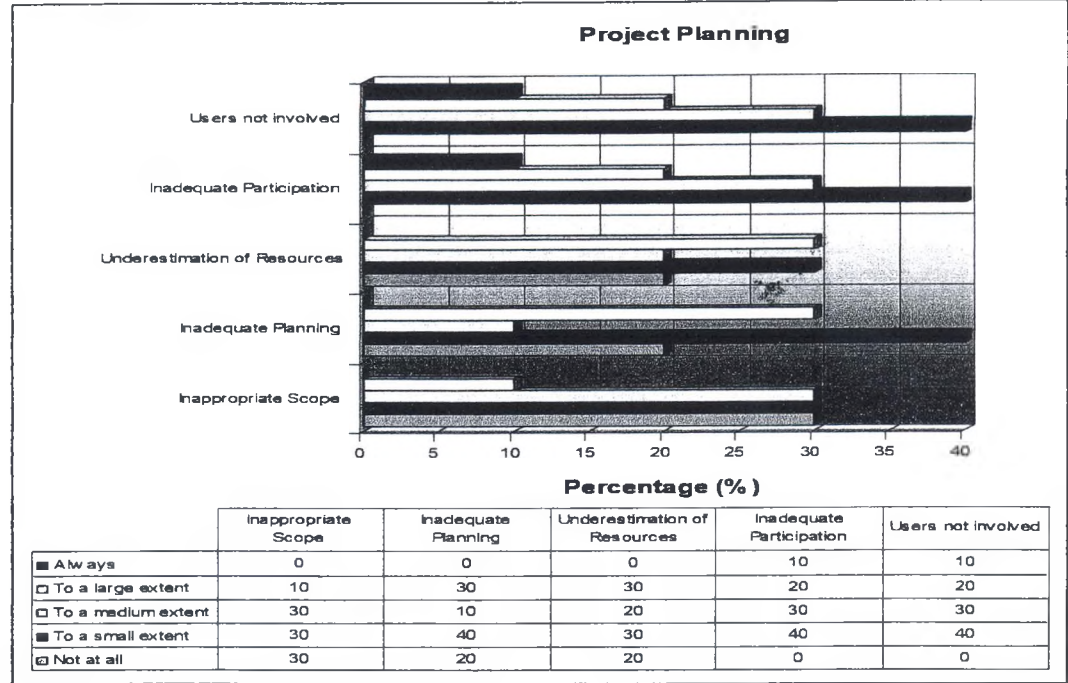 Project Planning
Users not involved
Inadequate Participation
Underestimation of Resources
Inadequate Planning
Inappropriate Scope
0 5 10 15 20 25 30 35 40
Percentage (%)
Inappropriate Scope Inadequate Planning Underestimation of Resources Inadequate Participation Users not involved
Always 0 0 0 10 10
To a large extent 10 30 30 20 20
To a medium extent 30 10 20 30 30
To a small extent 30 40 30 40 40
Not at all 30 20 20 0 0